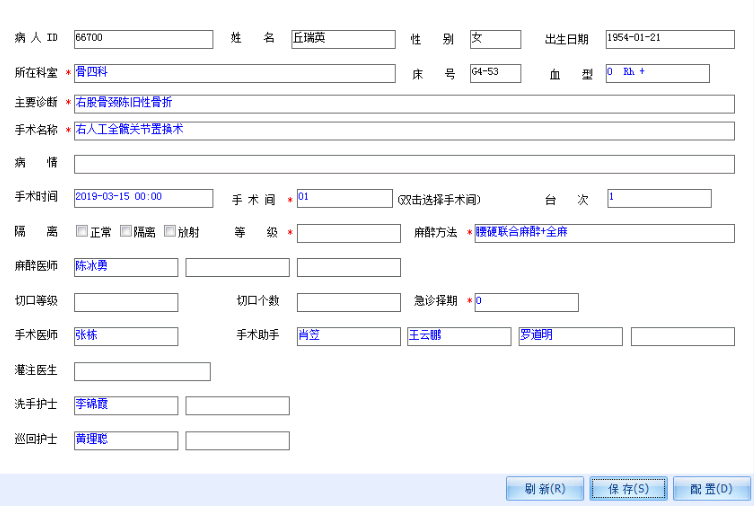 病 人 ID 66700 姓 名 丘瑞英 性 别 女 出生日期 1954-01-21
所在科室 * 骨四科 床 号 G4-53 血 型 O Rh +
主要诊断 * 右股骨颈陈旧性骨折
手术名称 * 右人工全髋关节置换术
病 情
手术时间 2019-03-15 00:00 手 术 间 * 01 (双击选择手术间) 台 次 1
隔 离 正常 隔离 放射 等 级 * 麻醉方法 * 腰硬联合麻醉+全麻
麻醉医师 陈冰勇
切口等级 切口个数 急诊择期 * 0
手术医师 张栋 手术助手 肖笠 王云鹏 罗道明
灌注医生
洗手护士 李锦霞
巡回护士 黄理聪
刷 新(R) 保 存(S) 配 置(D)